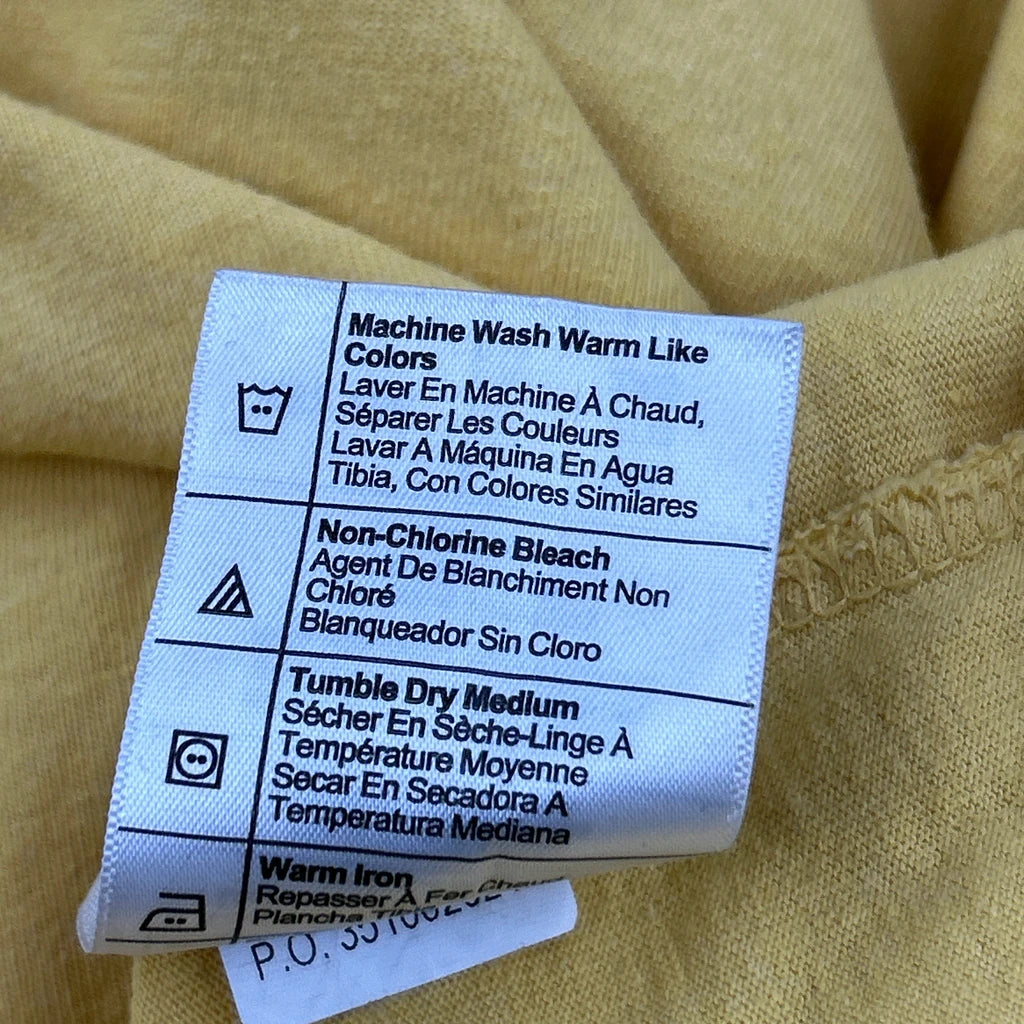 Machine Wash Warm Like
Colors
Laver En Machine À Chaud,
Séparer Les Couleurs
Lavar A Máquina En Agua
Tibia, Con Colores Similares
Non-Chlorine Bleach
Agent De Blanchiment Non
Chloré
Blanqueador Sin Cloro
Tumble Dry Medium
Sécher En Sèche-Linge À
Température Moyenne
Secar En Secadora A
Temperatura Mediana
Warm Iron
Repasser À Fer Chaud
Plancha
P.O.